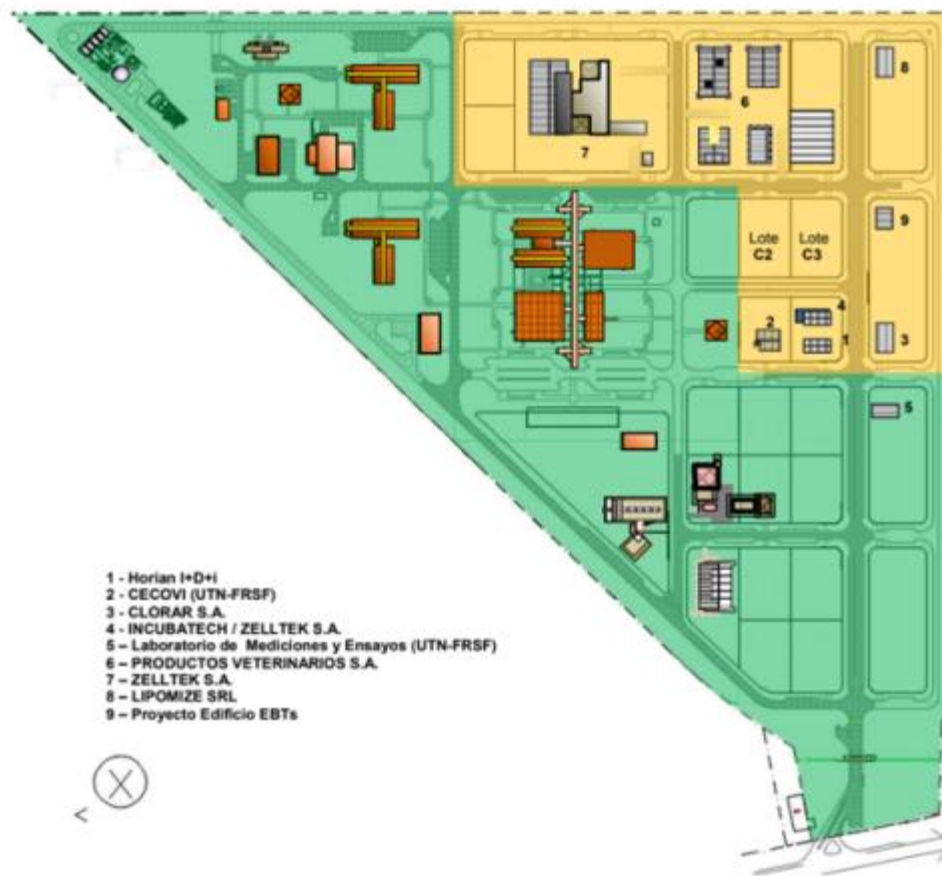 8
6
7
9
Lote Lote
C2 C3
4
2
1 3
5
1 - Horian I+D+i
2 - CECOVI (UTN-FRSF)
3 - CLORAR S.A.
4 - INCUBATECH / ZELLTEK S.A.
5 – Laboratorio de Mediciones y Ensayos (UTN-FRSF)
6 – PRODUCTOS VETERINARIOS S.A.
7 – ZELLTEK S.A.
8 – LIPOMIZE SRL
9 – Proyecto Edificio EBTs